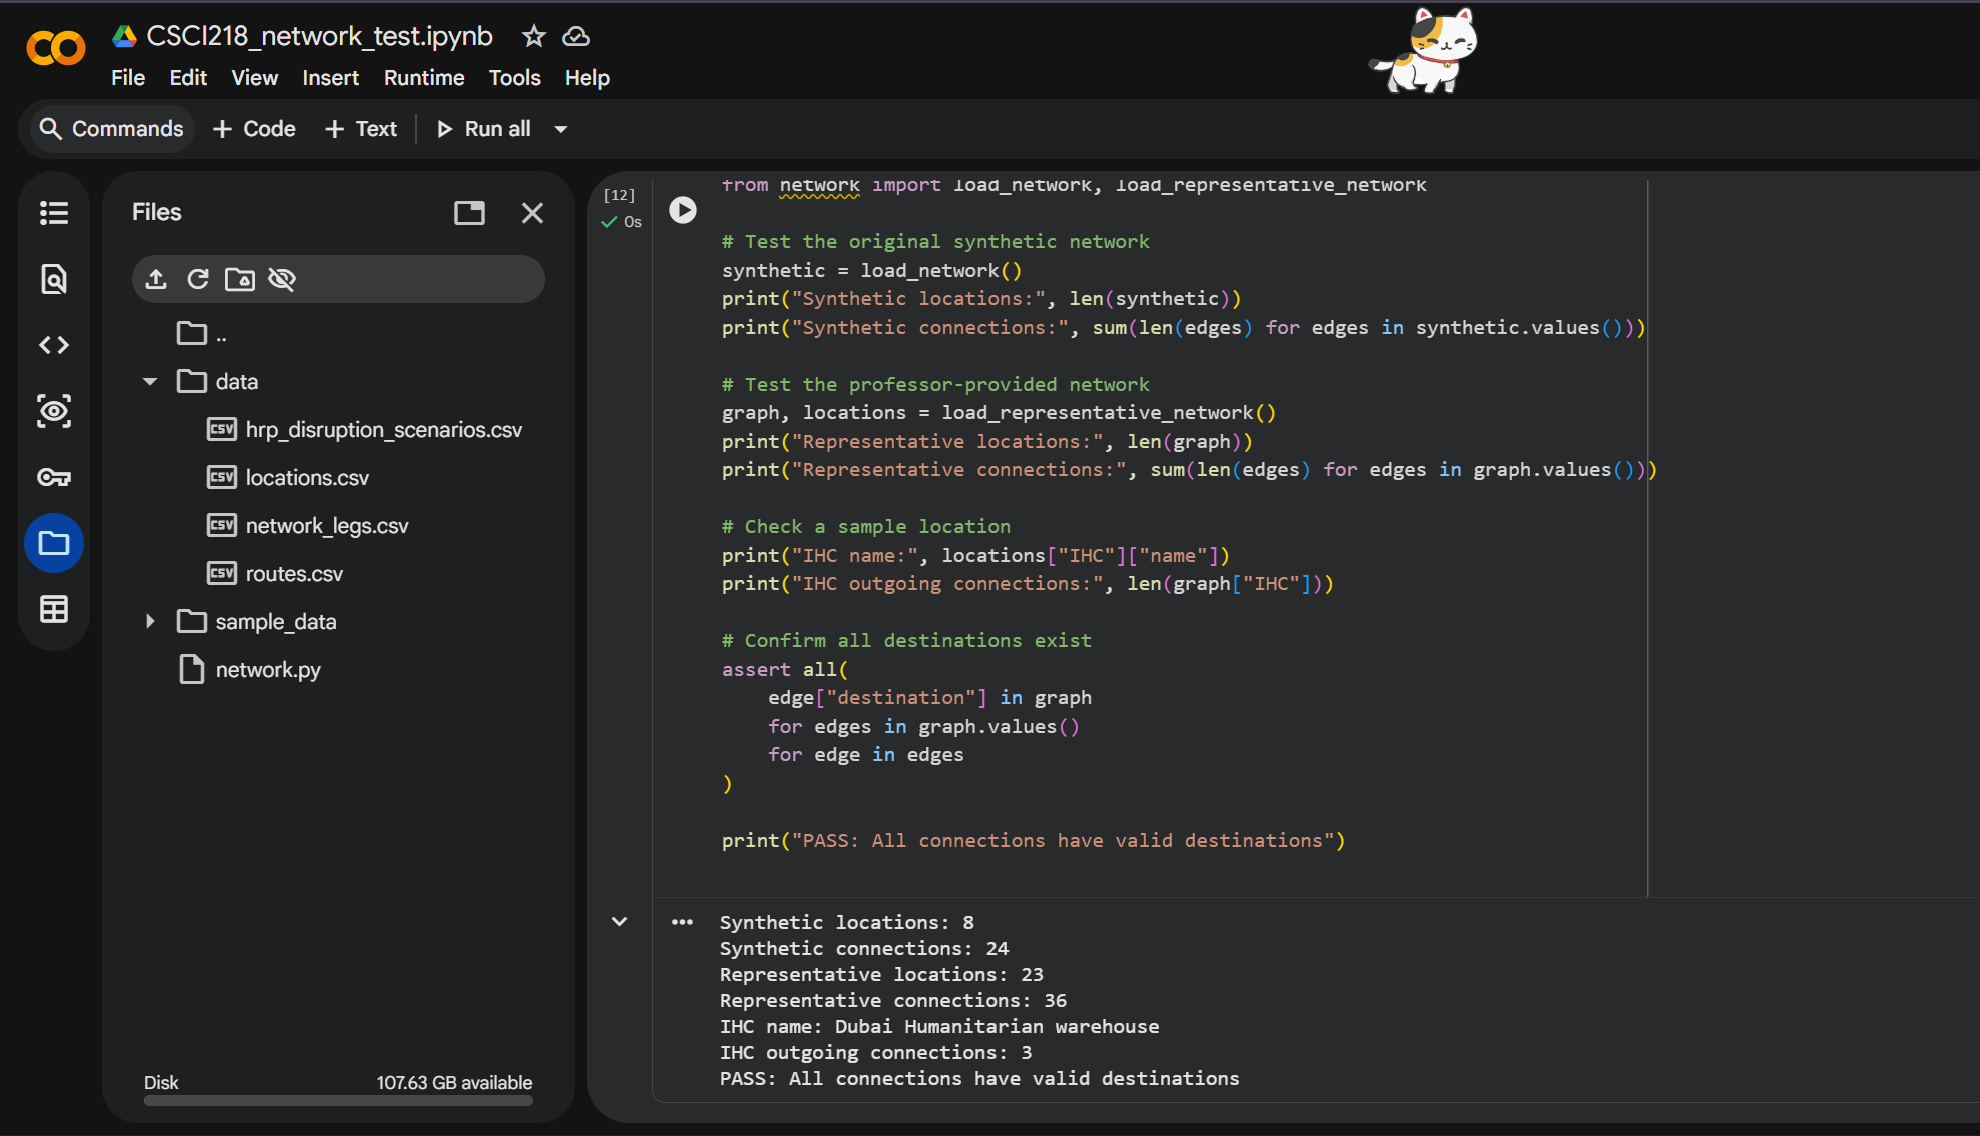 CSCI218_network_test.ipynb
File Edit View Insert Runtime Tools Help
Commands + Code + Text Run all
Files
..
data
hrp_disruption_scenarios.csv
locations.csv
network_legs.csv
routes.csv
sample_data
network.py
Disk 107.63 GB available
[12]
0s
from network import load_network, load_representative_network
# Test the original synthetic network
synthetic = load_network()
print("Synthetic locations:", len(synthetic))
print("Synthetic connections:", sum(len(edges) for edges in synthetic.values()))
# Test the professor-provided network
graph, locations = load_representative_network()
print("Representative locations:", len(graph))
print("Representative connections:", sum(len(edges) for edges in graph.values()))
# Check a sample location
print("IHC name:", locations["IHC"]["name"])
print("IHC outgoing connections:", len(graph["IHC"]))
# Confirm all destinations exist
assert all(
    edge["destination"] in graph
    for edges in graph.values()
    for edge in edges
)
print("PASS: All connections have valid destinations")
Synthetic locations: 8
Synthetic connections: 24
Representative locations: 23
Representative connections: 36
IHC name: Dubai Humanitarian warehouse
IHC outgoing connections: 3
PASS: All connections have valid destinations